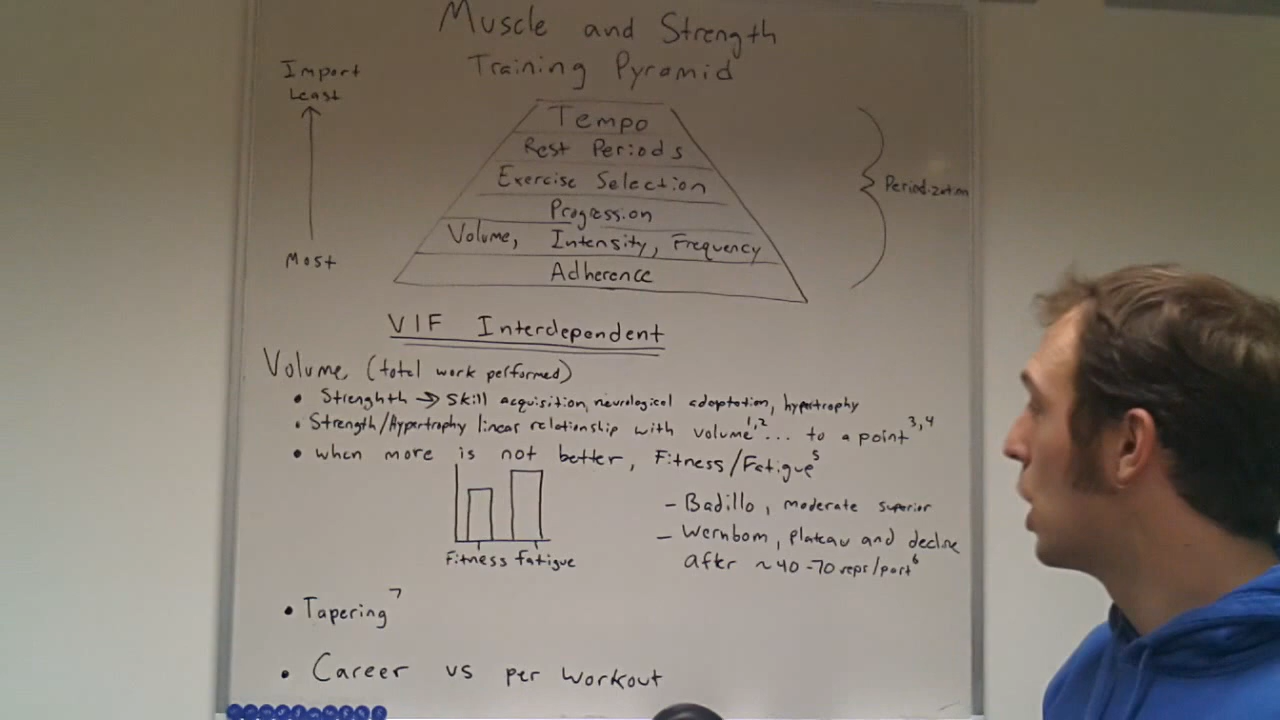 Muscle and Strength
Training Pyramid
Import
Least
Most
Tempo
Rest Periods
Exercise Selection
Progression
Volume, Intensity, Frequency
Adherence
Periodization
VIF Interdependent
Volume (total work performed)
• Strenghth → Skill acquisition, neurological adaptation, hypertrophy
• Strength/Hypertrophy linear relationship with volume 1,2 ... to a point 3,4
• when more is not better, Fitness/Fatigue 5
Fitness fatigue
- Badillo, moderate superior
- Wernbom, plateau and decline
after ~40-70 reps/part 6
• Tapering 7
• Career vs per workout